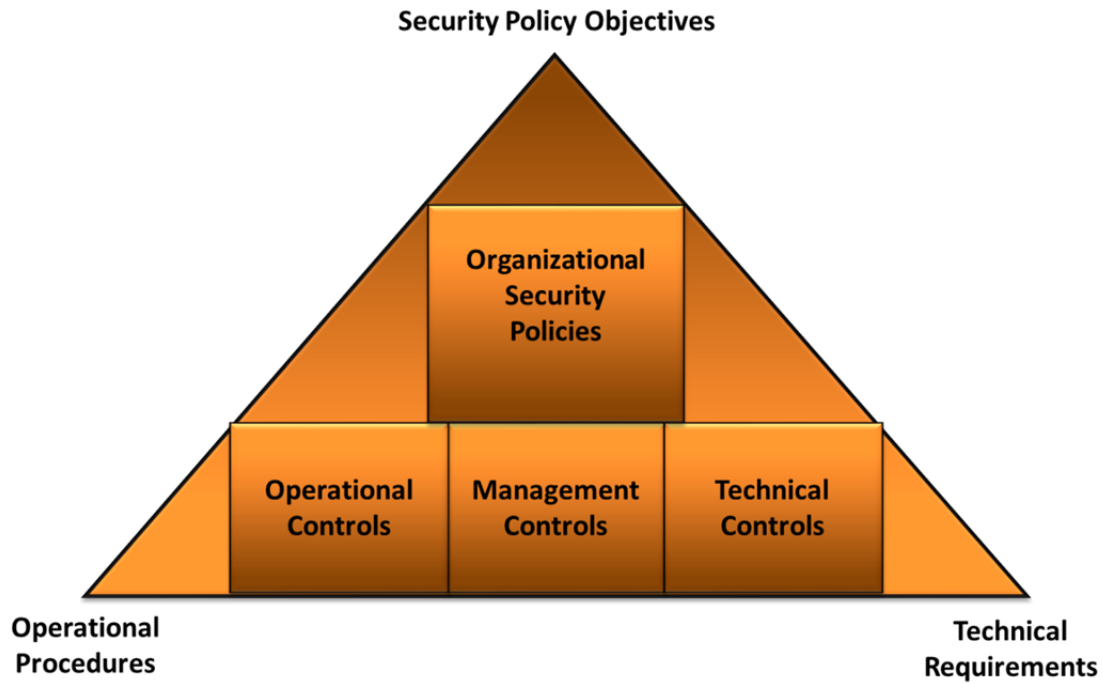 Security Policy Objectives
Organizational
Security
Policies
Operational
Controls
Management
Controls
Technical
Controls
Operational
Procedures
Technical
Requirements